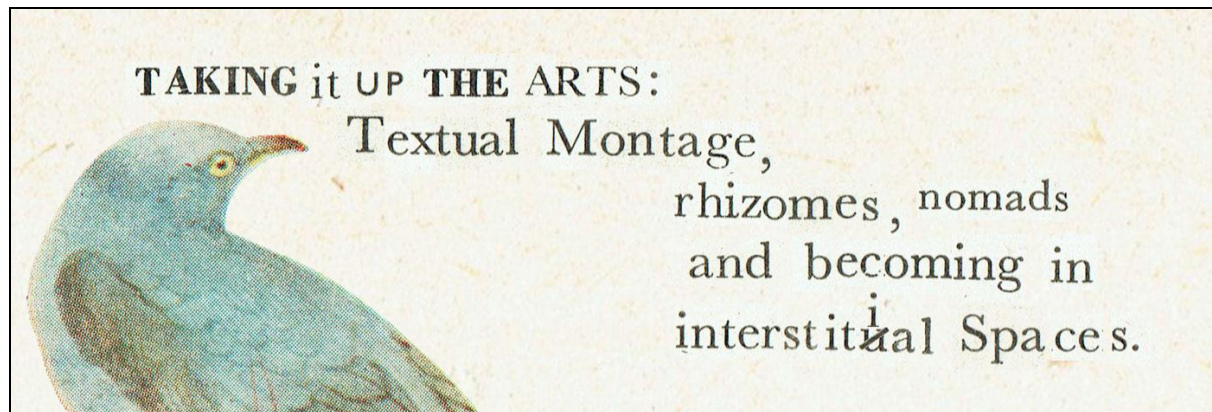 TAKING it UP THE ARTS:
Textual Montage,
rhizomes, nomads
and becoming in
interstitial Spaces.